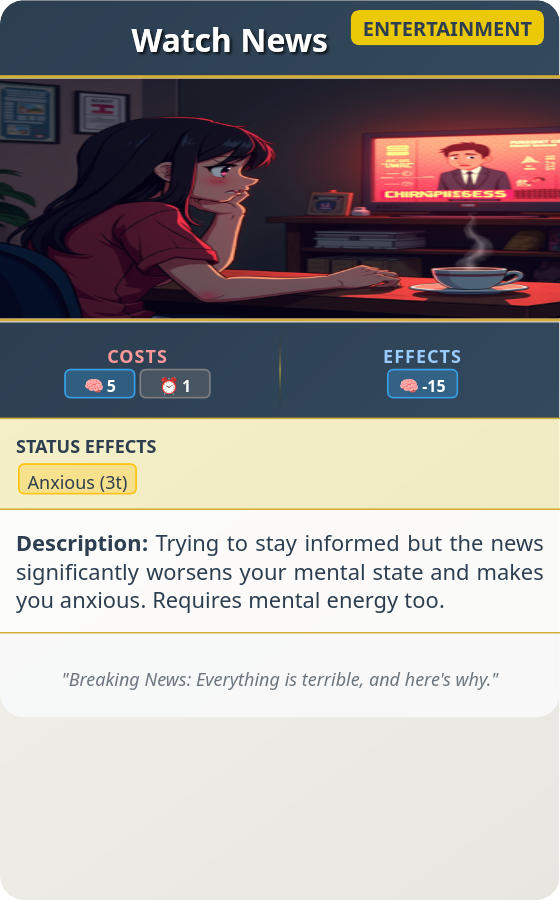 Watch News
ENTERTAINMENT
COSTS
🧠 5
⏰ 1
EFFECTS
🧠 -15
STATUS EFFECTS
Anxious (3t)
Description: Trying to stay informed but the news
significantly worsens your mental state and makes
you anxious. Requires mental energy too.
"Breaking News: Everything is terrible, and here's why."